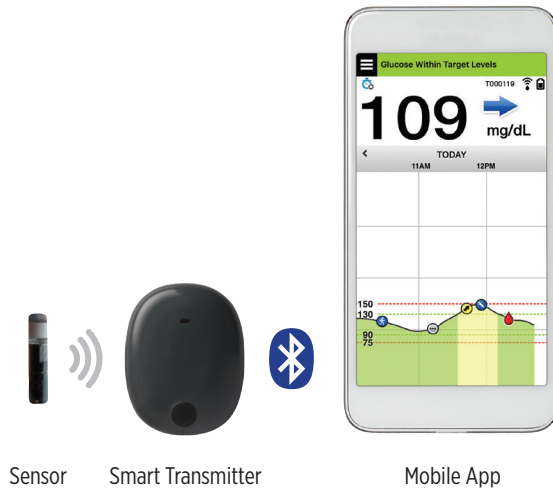 Glucose Within Target Levels
T000119
109
mg/dL
TODAY
11AM 12PM
150
130
90
75
Sensor Smart Transmitter Mobile App